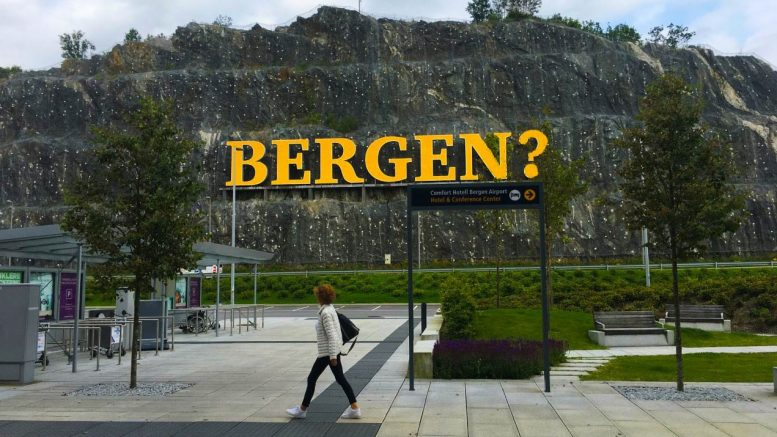 BERGEN?
Comfort Hotell Bergen Airport
Hotel & Conference Center